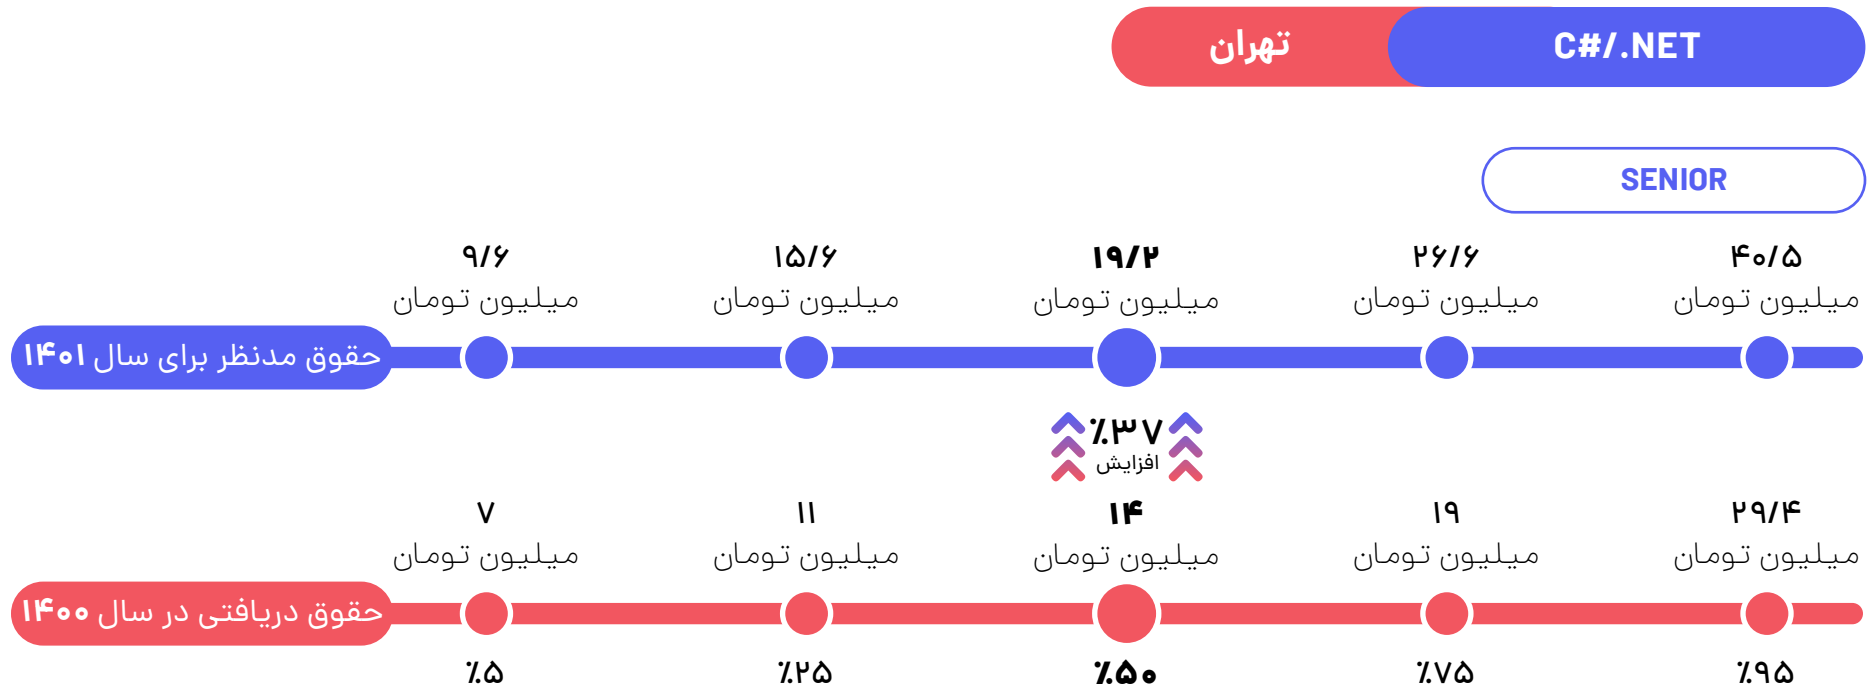 C#/.NET
تهران
SENIOR
۹/۶
میلیون تومان
۱۵/۶
میلیون تومان
۱۹/۲
میلیون تومان
۲۶/۶
میلیون تومان
۴۰/۵
میلیون تومان
حقوق مدنظر برای سال ۱۴۰۱
٪۳۷
افزایش
۷
میلیون تومان
۱۱
میلیون تومان
۱۴
میلیون تومان
۱۹
میلیون تومان
۲۹/۴
میلیون تومان
حقوق دریافتی در سال ۱۴۰۰
٪۵
٪۲۵
٪۵۰
٪۷۵
٪۹۵